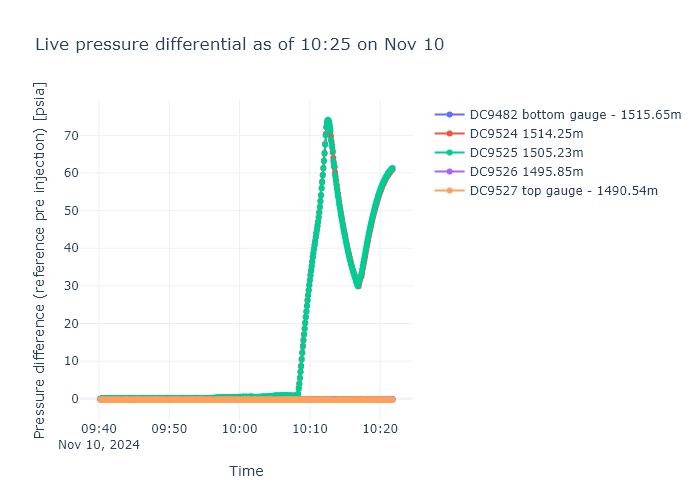 Live pressure differential as of 10:25 on Nov 10
Pressure difference (reference pre injection) [psia]
70
60
50
40
30
20
10
0
09:40
Nov 10, 2024
09:50
10:00
10:10
10:20
Time
DC9482 bottom gauge - 1515.65m
DC9524 1514.25m
DC9525 1505.23m
DC9526 1495.85m
DC9527 top gauge - 1490.54m